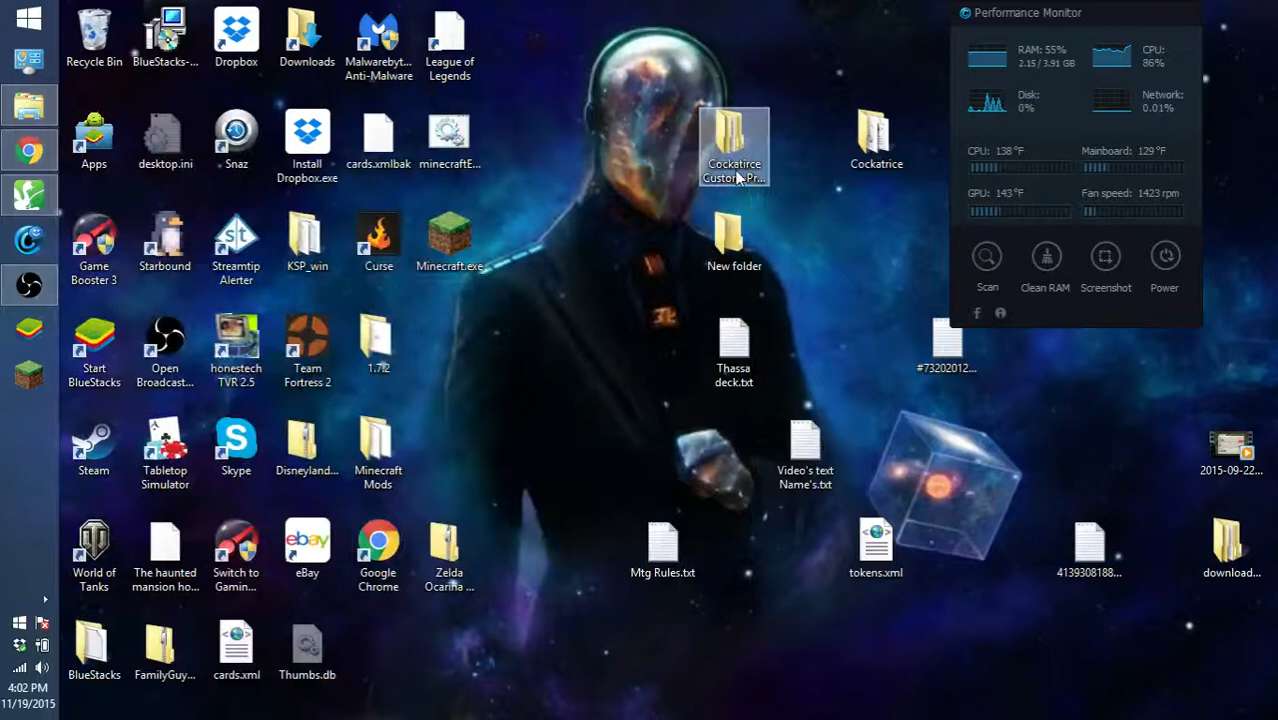 Recycle Bin
BlueStacks-...
Dropbox
Downloads
Malwarebyt...
Anti-Malware
League of
Legends
Apps
desktop.ini
Snaz
Install
Dropbox.exe
cards.xmlbak
minecraftE...
Cockatirce
Custom Pr...
Cockatrice
Game
Booster 3
Starbound
Streamtip
Alerter
KSP_win
Curse
Minecraft.exe
New folder
Start
BlueStacks
Open
Broadcast...
honestech
TVR 2.5
Team
Fortress 2
1.7.2
Thassa
deck.txt
#73202012...
Steam
Tabletop
Simulator
Skype
Disneyland...
Minecraft
Mods
Video's text
Name's.txt
2015-09-22...
World of
Tanks
The haunted
mansion ho...
Switch to
Gamin...
eBay
Google
Chrome
Zelda
Ocarina ...
Mtg Rules.txt
tokens.xml
4139308188...
download...
BlueStacks
FamilyGuy...
cards.xml
Thumbs.db
4:02 PM
11/19/2015
Performance Monitor
RAM: 55%
2.15 / 3.91 GB
CPU:
86%
Disk:
0%
Network:
0.01%
CPU: 138 °F
Mainboard: 129 °F
GPU: 143 °F
Fan speed: 1423 rpm
Scan
Clean RAM
Screenshot
Power